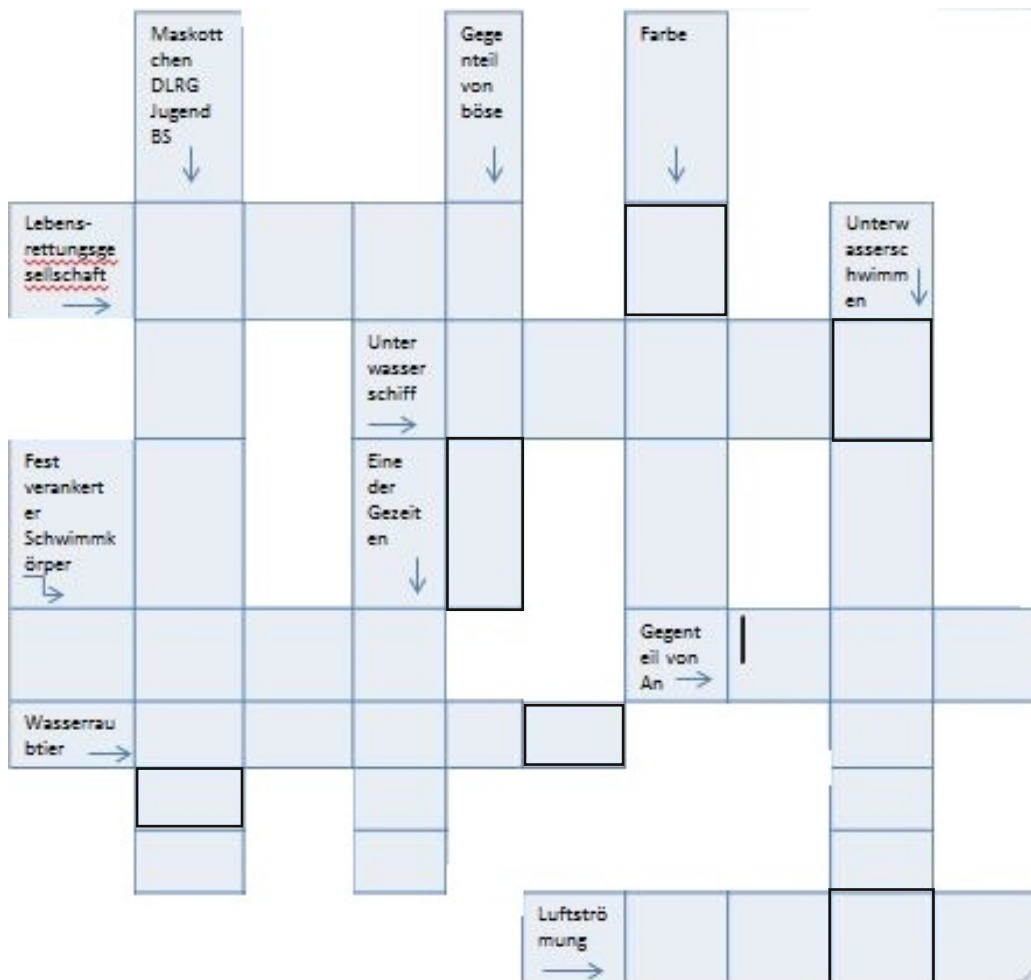 Maskott
chen
DLRG
Jugend
BS
Gege
nteil
von
böse
Farbe
Lebens-
rettungsge
sellschaft
Unterw
assersc
hwimm
en
Unter
wasser
schiff
Fest
verankert
er
Schwimmk
örper
Eine
der
Gezeit
en
Gegent
eil von
An
Wasserrau
btier
Luftströ
mung